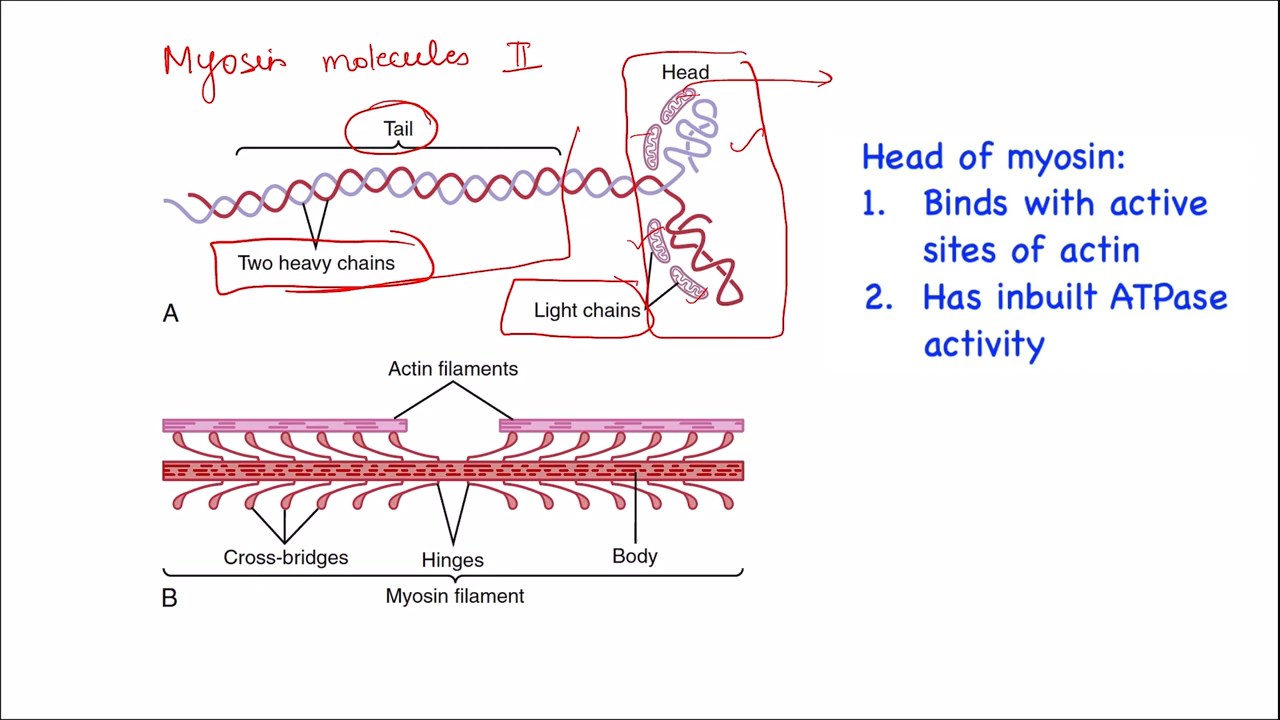 Myosin molecules II
Head
Tail
Two heavy chains
Light chains
A
Head of myosin:
1. Binds with active
sites of actin
2. Has inbuilt ATPase
activity
Actin filaments
Cross-bridges
Hinges
Body
B
Myosin filament